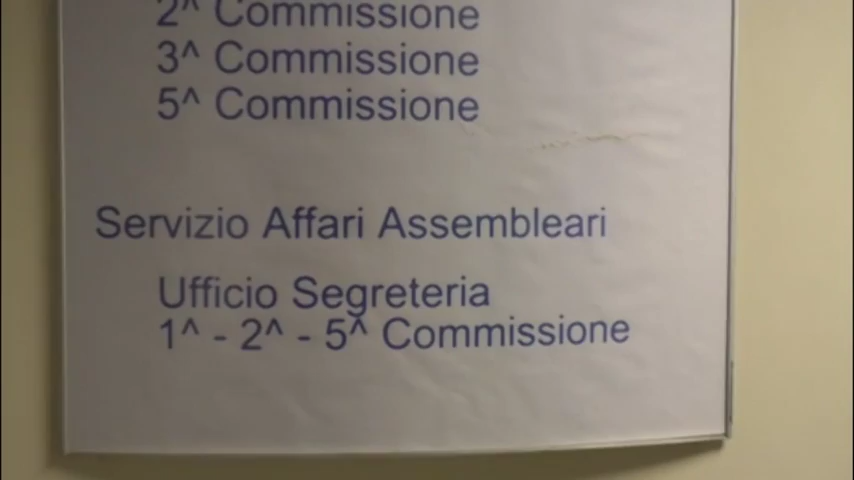 2^ Commissione
3^ Commissione
5^ Commissione
Servizio Affari Assembleari
Ufficio Segreteria
1^ - 2^ - 5^ Commissione